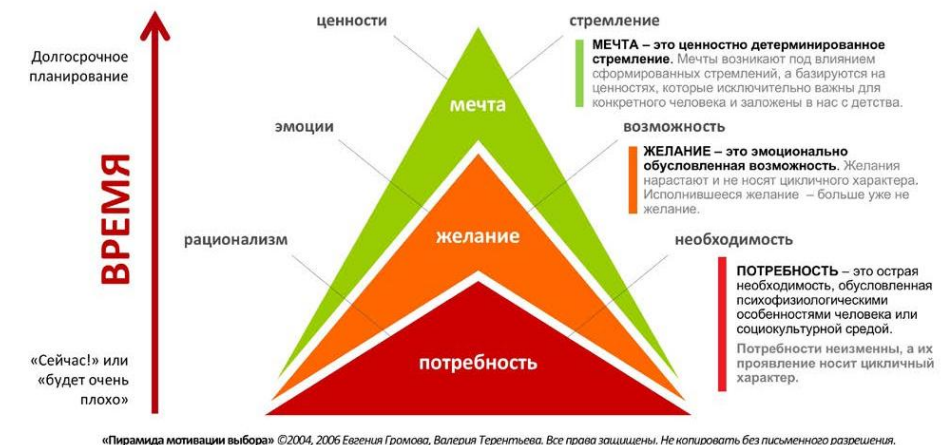 ценности
стремление
Долгосрочное
планирование
МЕЧТА – это ценностно детерминированное
стремление. Мечты возникают под влиянием
сформированных стремлений, а базируются на
ценностях, которые исключительно важны для
конкретного человека и заложены в нас с детства.
мечта
эмоции
возможность
ЖЕЛАНИЕ – это эмоционально
обусловленная возможность. Желания
нарастают и не носят цикличного характера.
Исполнившееся желание – больше уже не
желание.
ВРЕМЯ
рационализм
желание
необходимость
ПОТРЕБНОСТЬ – это острая
необходимость, обусловленная
психофизиологическими
особенностями человека или
социокультурной средой.
Потребности неизменны, а их
проявление носит цикличный
характер.
потребность
«Сейчас!» или
«будет очень
плохо»
«Пирамида мотивации выбора» ©2004, 2006 Евгения Громова, Валерия Терентьева. Все права защищены. Не копировать без письменного разрешения.